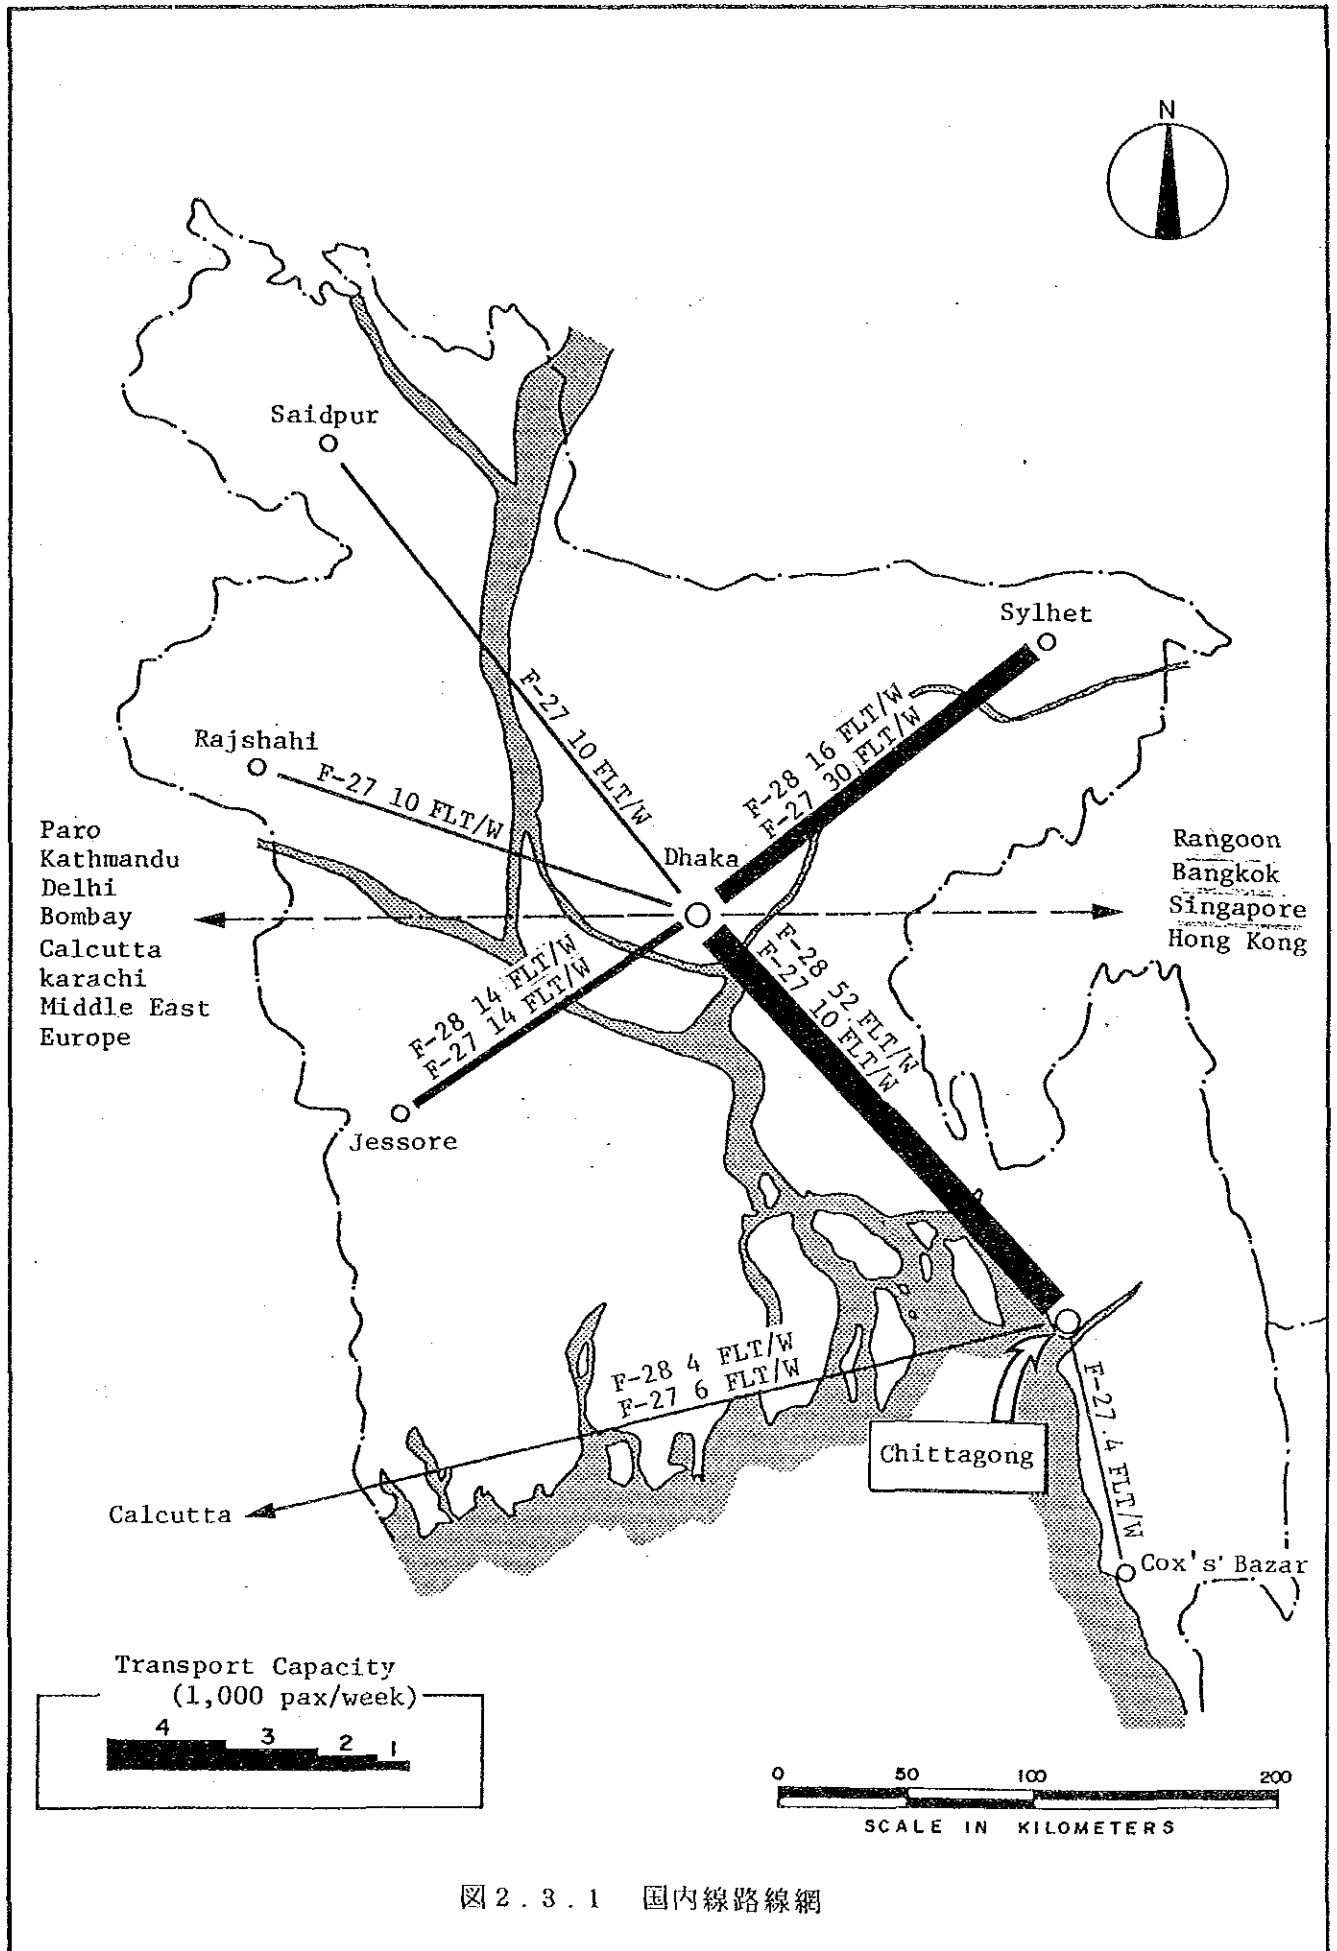 N
Saidpur
Sylhet
F-27 10 FLT/W
F-28 16 FLT/W
F-27 30 FLT/W
Rajshahi
F-27 10 FLT/W
Dhaka
Paro
Kathmandu
Delhi
Bombay
Calcutta
karachi
Middle East
Europe
Rangoon
Bangkok
Singapore
Hong Kong
F-28 14 FLT/W
F-27 14 FLT/W
F-28 52 FLT/W
F-27 10 FLT/W
Jessore
F-28 4 FLT/W
F-27 6 FLT/W
F-27 4 FLT/W
Chittagong
Calcutta
Cox's Bazar
Transport Capacity
(1,000 pax/week)
4 3 2 1
0 50 100 200
SCALE IN KILOMETERS
図2.3.1 国内線路線網